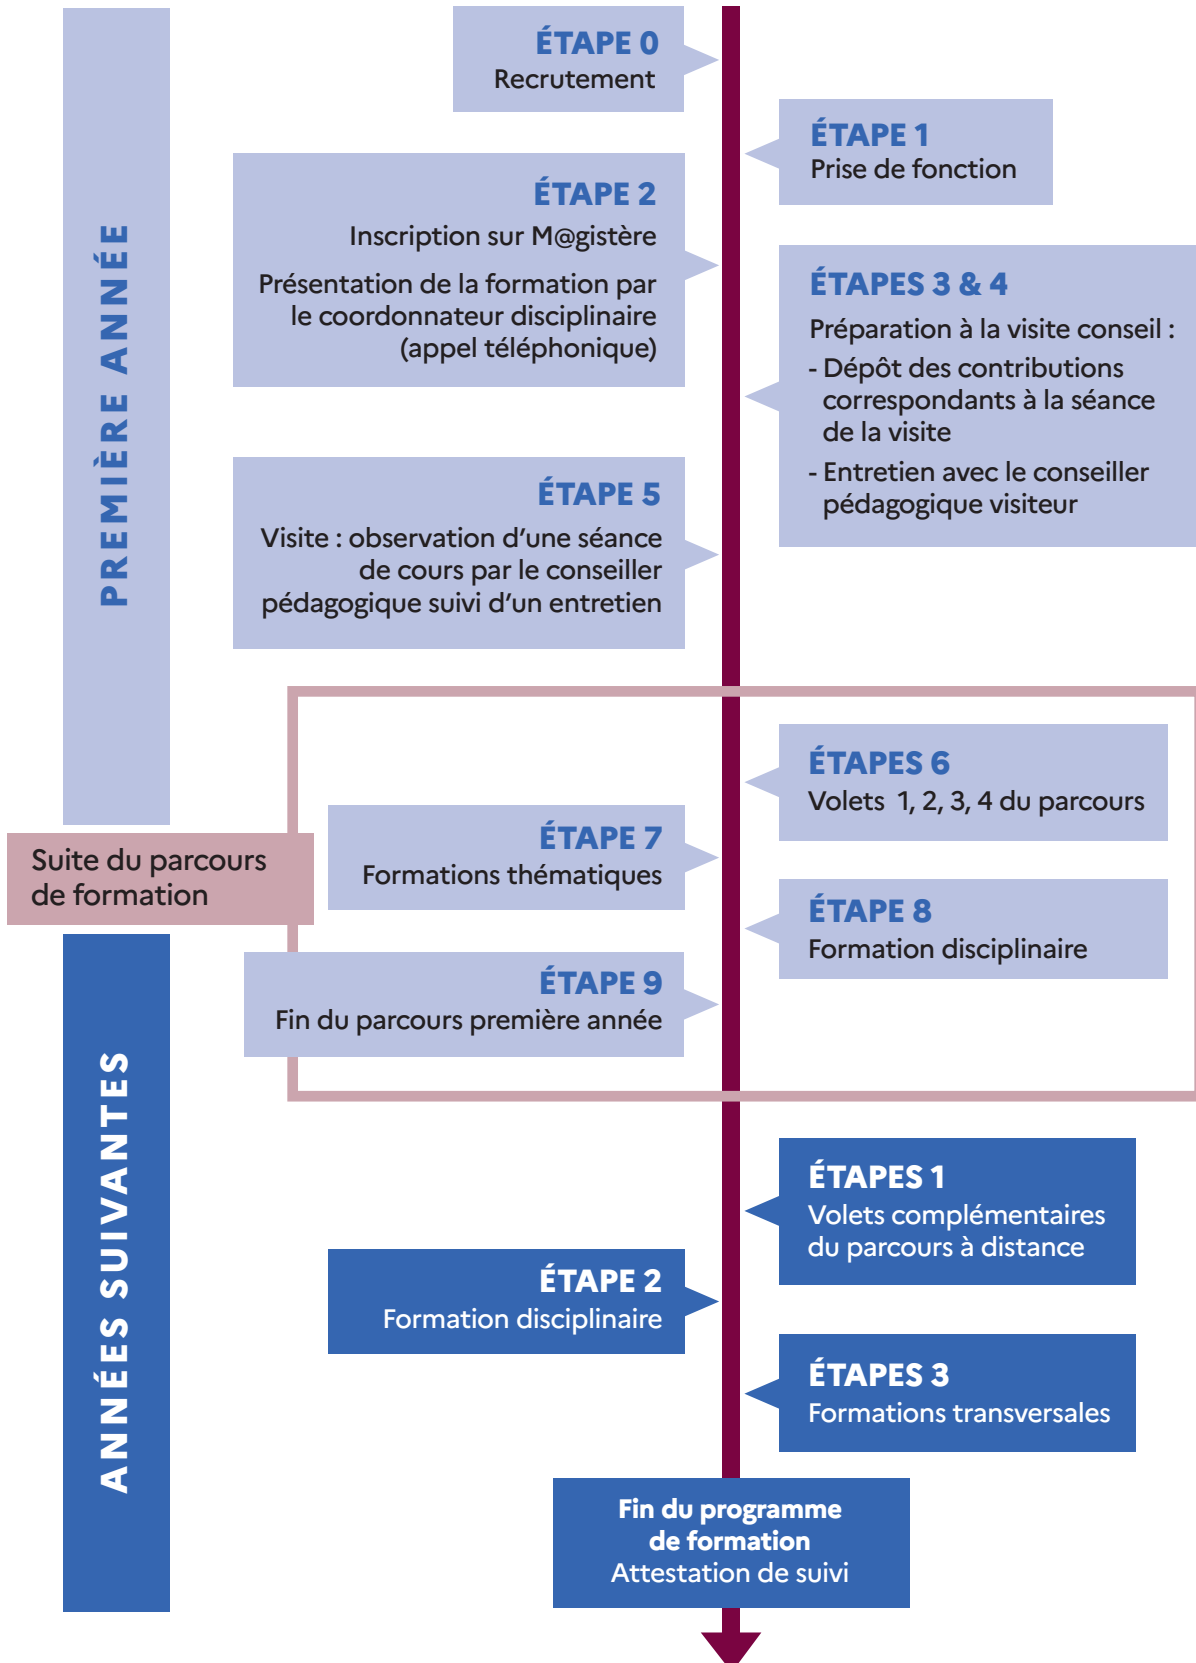 PREMIÈRE ANNÉE
ÉTAPE 0
Recrutement
ÉTAPE 1
Prise de fonction
ÉTAPE 2
Inscription sur M@gistère
Présentation de la formation par
le coordonnateur disciplinaire
(appel téléphonique)
ÉTAPES 3 & 4
Préparation à la visite conseil :
- Dépôt des contributions
correspondants à la séance
de la visite
- Entretien avec le conseiller
pédagogique visiteur
ÉTAPE 5
Visite : observation d’une séance
de cours par le conseiller
pédagogique suivi d’un entretien
Suite du parcours
de formation
ÉTAPES 6
Volets 1, 2, 3, 4 du parcours
ÉTAPE 7
Formations thématiques
ÉTAPE 8
Formation disciplinaire
ÉTAPE 9
Fin du parcours première année
ANNÉES SUIVANTES
ÉTAPES 1
Volets complémentaires
du parcours à distance
ÉTAPE 2
Formation disciplinaire
ÉTAPES 3
Formations transversales
Fin du programme
de formation
Attestation de suivi